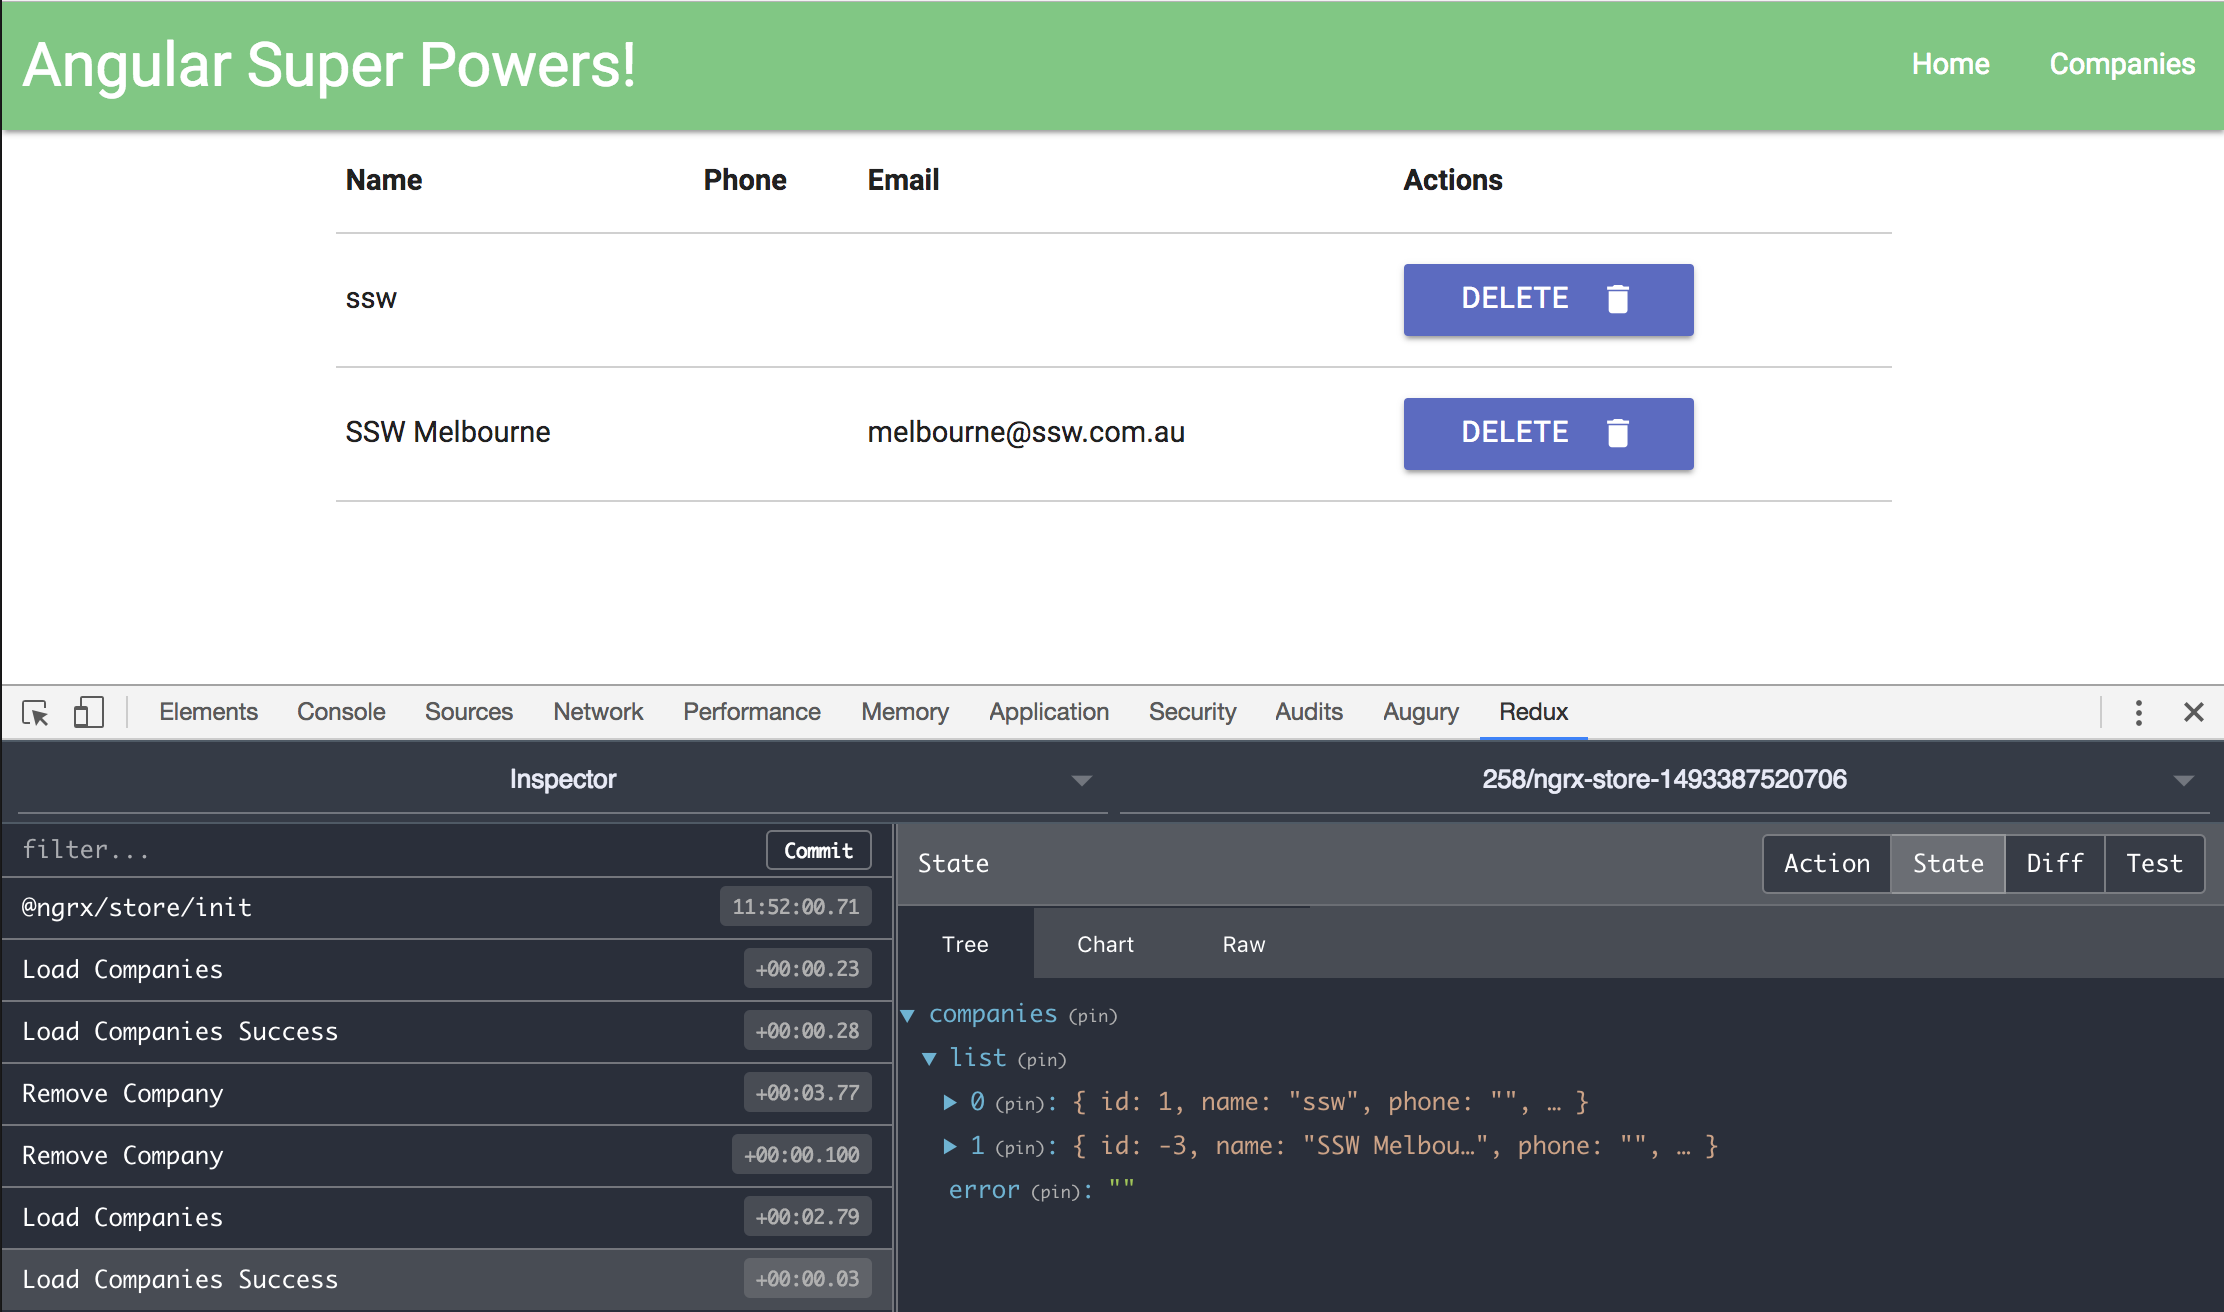 Angular Super Powers! Home Companies
Name Phone Email Actions
ssw DELETE
SSW Melbourne melbourne@ssw.com.au DELETE
Elements Console Sources Network Performance Memory Application Security Audits Augury Redux
Inspector 258/ngrx-store-1493387520706
filter... Commit
@ngrx/store/init 11:52:00.71
Load Companies +00:00.23
Load Companies Success +00:00.28
Remove Company +00:03.77
Remove Company +00:00.100
Load Companies +00:02.79
Load Companies Success +00:00.03
State Action State Diff Test
Tree Chart Raw
companies (pin)
list (pin)
0 (pin): { id: 1, name: "ssw", phone: "", … }
1 (pin): { id: -3, name: "SSW Melbou…", phone: "", … }
error (pin): ""